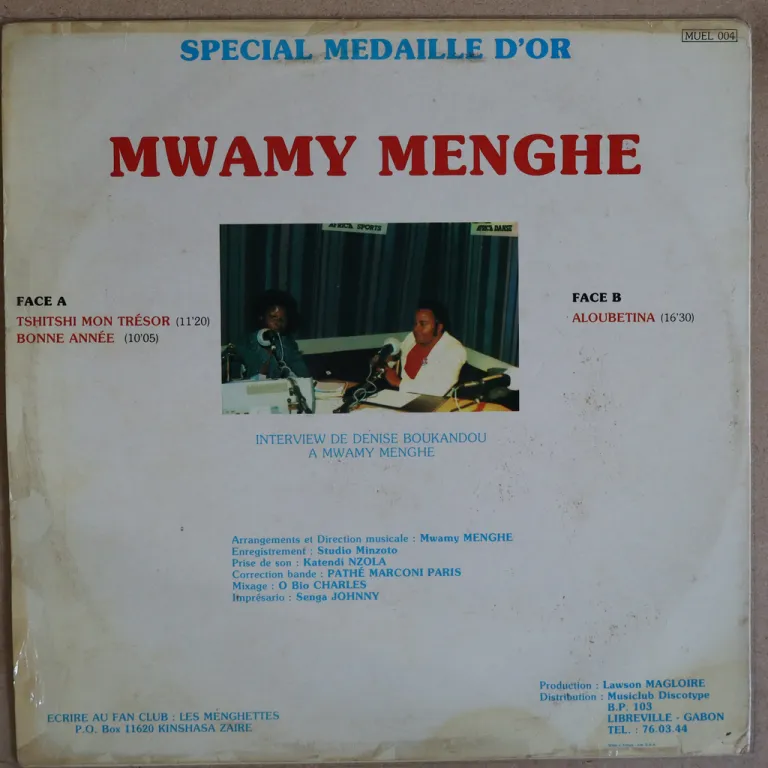 SPECIAL MEDAILLE D'OR
MUEL 004
MWAMY MENGHE
AFRICA SPORTS
AFRICA DANSE
FACE A
TSHITSHI MON TRÉSOR (11'20)
BONNE ANNÉE (10'05)
FACE B
ALOUBETINA (16'30)
INTERVIEW DE DENISE BOUKANDOU
A MWAMY MENGHE
Arrangements et Direction musicale : Mwamy MENGHE
Enregistrement : Studio Minzoto
Prise de son : Katendi NZOLA
Correction bande : PATHÉ MARCONI PARIS
Mixage : O Bio CHARLES
Imprésario : Senga JOHNNY
Production : Lawson MAGLOIRE
Distribution : Musiclub Discotype
B.P. 103
LIBREVILLE - GABON
TEL. : 76.03.44
ECRIRE AU FAN CLUB : LES MENGHETTES
P.O. Box 11620 KINSHASA ZAIRE